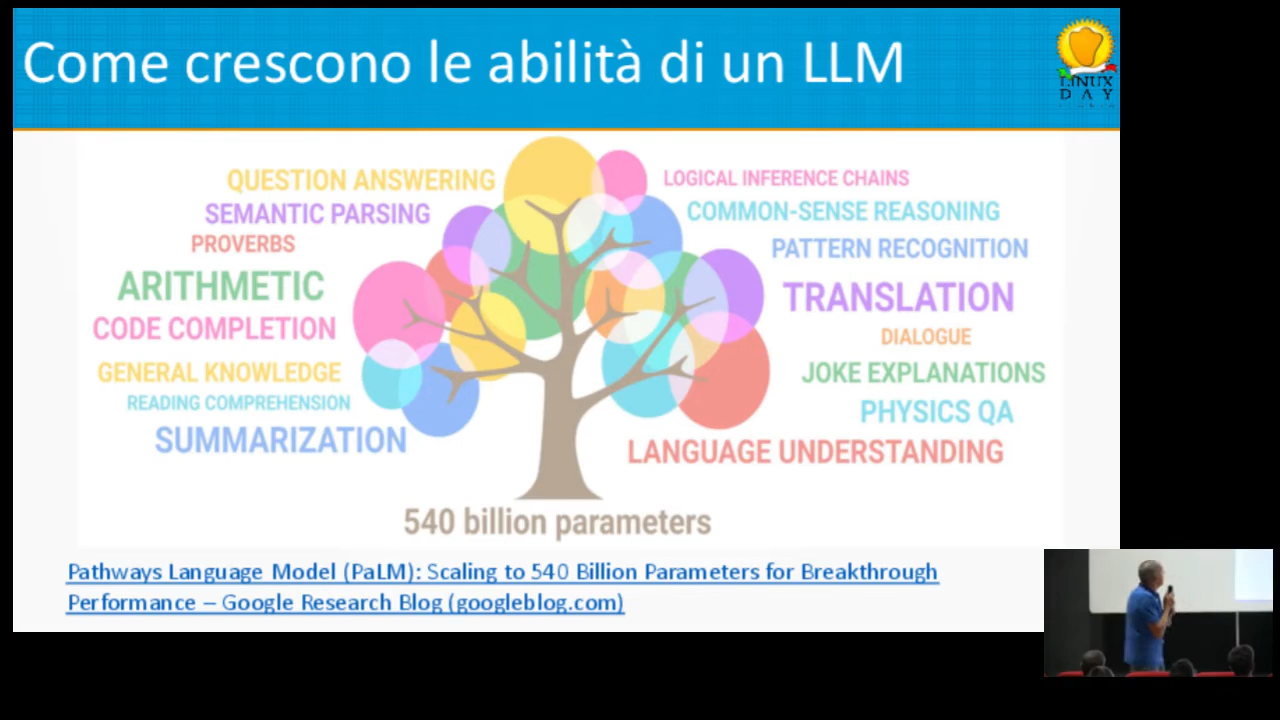 Come crescono le abilità di un LLM
LINUX
DAY
QUESTION ANSWERING
SEMANTIC PARSING
PROVERBS
ARITHMETIC
CODE COMPLETION
GENERAL KNOWLEDGE
READING COMPREHENSION
SUMMARIZATION
LOGICAL INFERENCE CHAINS
COMMON-SENSE REASONING
PATTERN RECOGNITION
TRANSLATION
DIALOGUE
JOKE EXPLANATIONS
PHYSICS QA
LANGUAGE UNDERSTANDING
540 billion parameters
Pathways Language Model (PaLM): Scaling to 540 Billion Parameters for Breakthrough
Performance – Google Research Blog (googleblog.com)